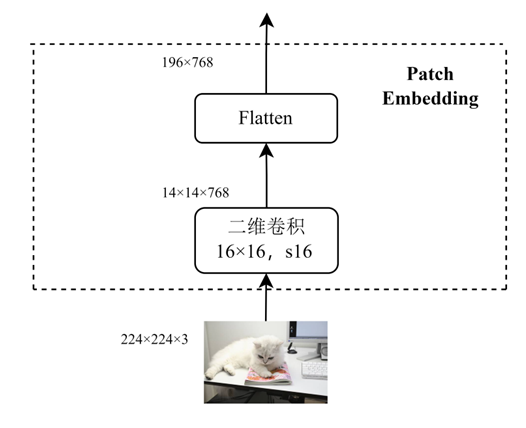 196×768
Patch
Embedding
Flatten
14×14×768
二维卷积
16×16，s16
224×224×3